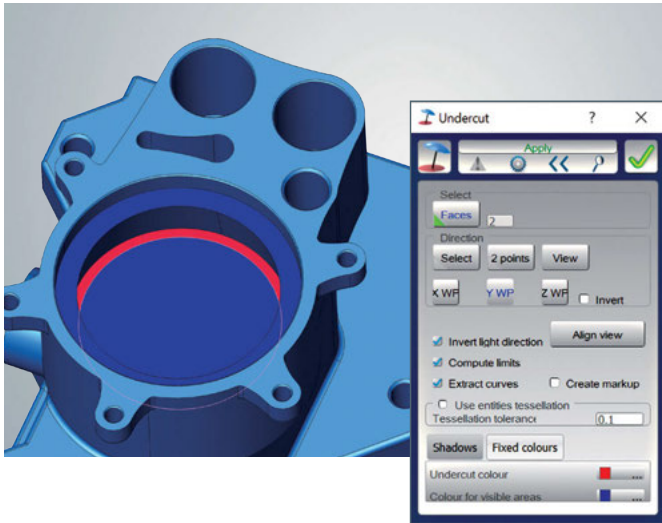 Undercut ? X
Apply
Select
Faces 2
Direction
Select 2 points View
X WP Y WP Z WP Invert
Invert light direction Align view
Compute limits
Extract curves Create markup
Use entities tessellation
Tessellation tolerance 0.1
Shadows Fixed colours
Undercut colour ...
Colour for visible areas ...